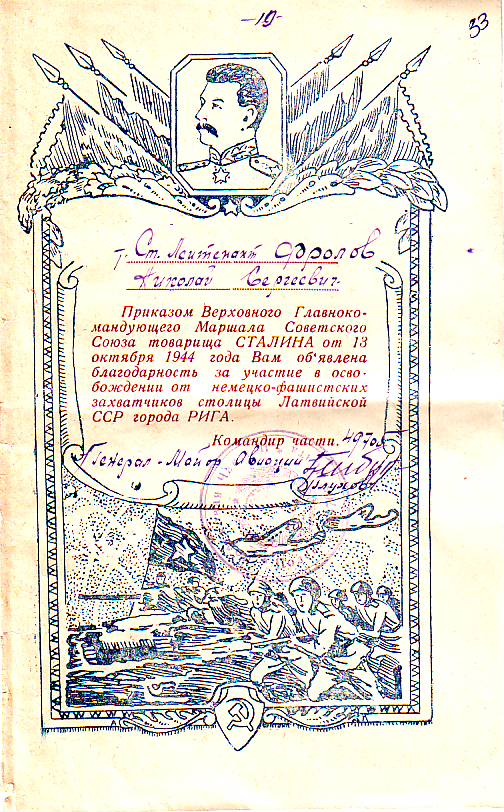 -19-
33
т. Ст. Лейтенант Фролов
Николай Сергеевич
Приказом Верховного Главноко-
мандующего Маршала Советского
Союза товарища СТАЛИНА от 13
октября 1944 года Вам об'явлена
благодарность за участие в осво-
бождении от немецко-фашистских
захватчиков столицы Латвийской
ССР города РИГА.
Командир части.
Генерал-Майор Авиации